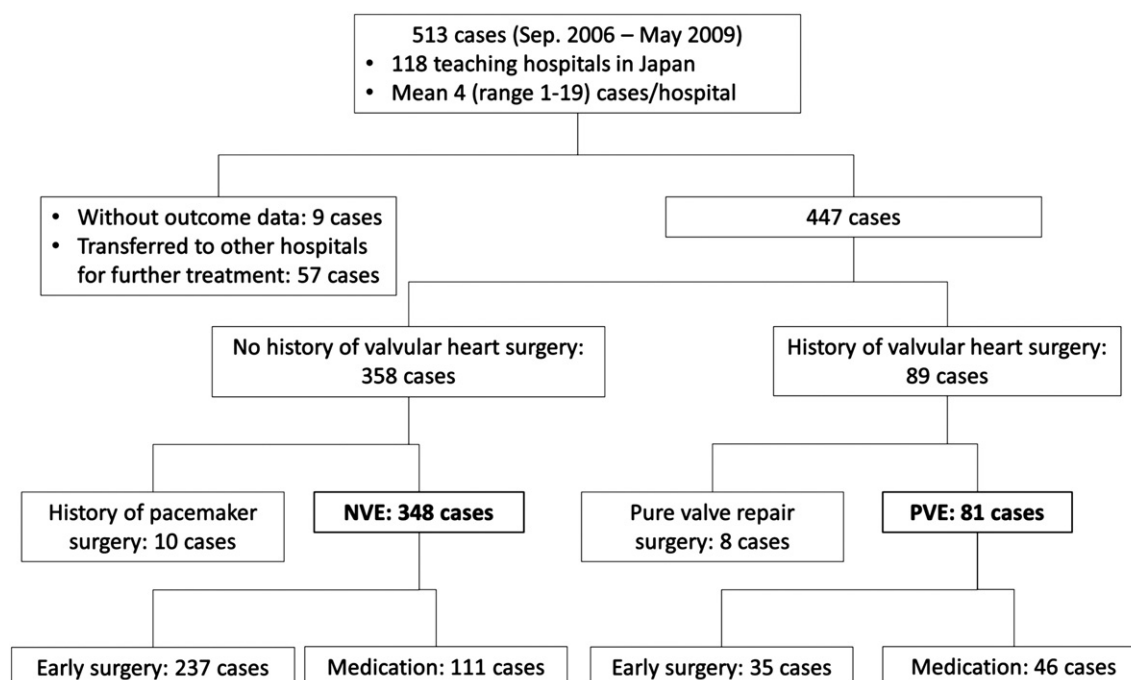 513 cases (Sep. 2006 – May 2009)
• 118 teaching hospitals in Japan
• Mean 4 (range 1-19) cases/hospital
• Without outcome data: 9 cases
• Transferred to other hospitals
for further treatment: 57 cases
447 cases
No history of valvular heart surgery:
358 cases
History of valvular heart surgery:
89 cases
History of pacemaker
surgery: 10 cases
NVE: 348 cases
Pure valve repair
surgery: 8 cases
PVE: 81 cases
Early surgery: 237 cases
Medication: 111 cases
Early surgery: 35 cases
Medication: 46 cases